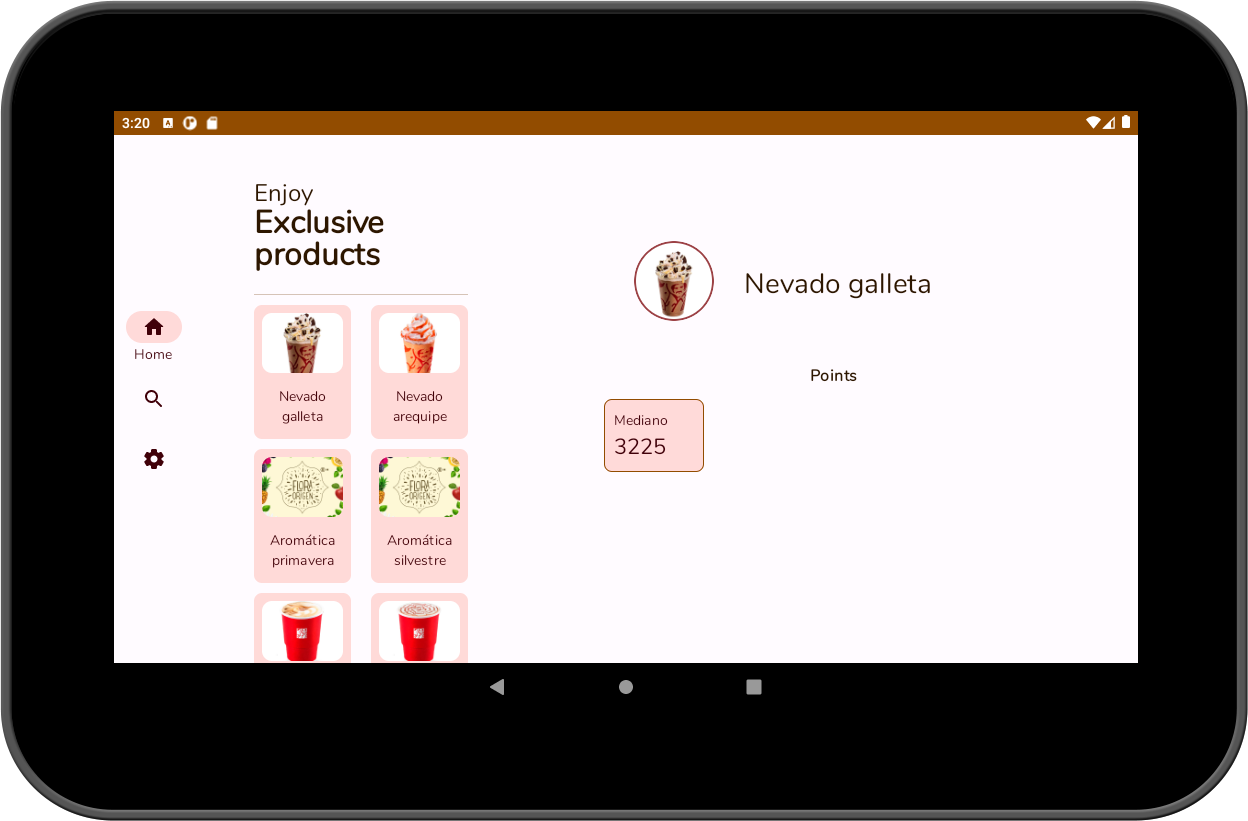 3:20
Enjoy
Exclusive
products
Home
Nevado
galleta
Nevado
arequipe
FLORA
ORIGEN
Aromática
primavera
FLORA
ORIGEN
Aromática
silvestre
Nevado galleta
Points
Mediano
3225